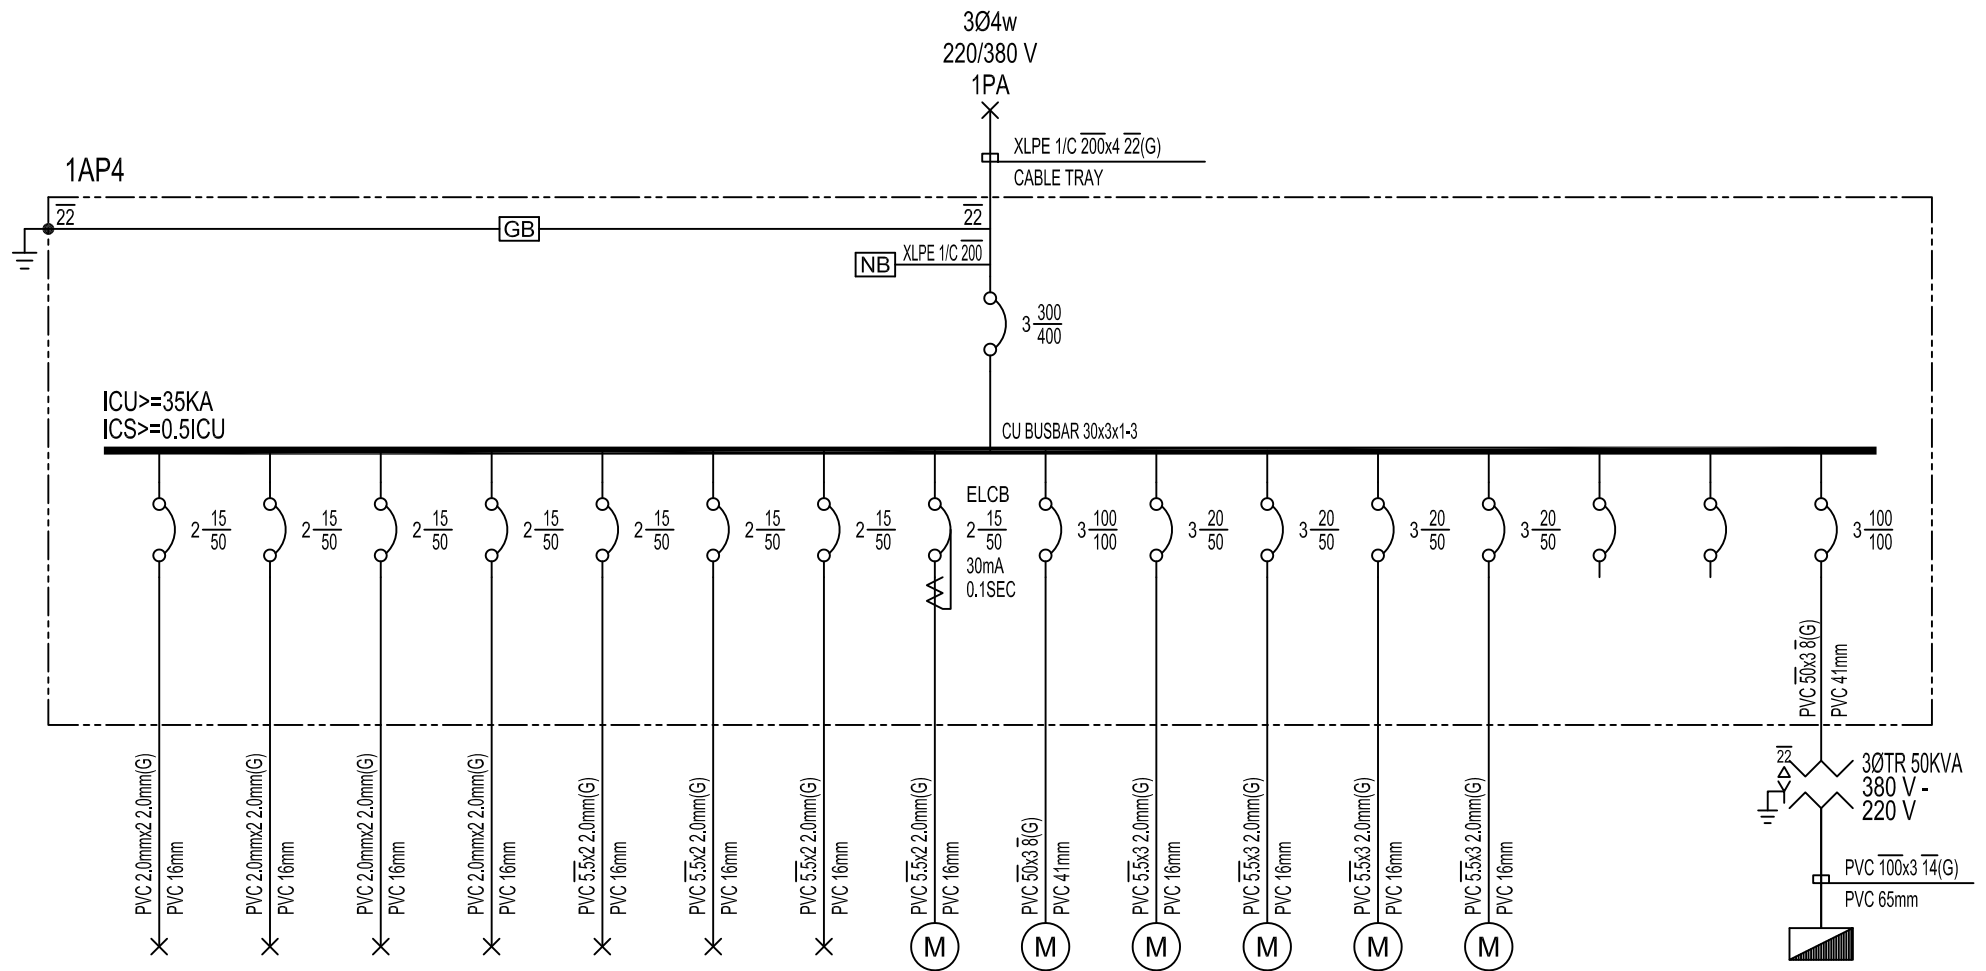 3Ø4w
220/380 V
1PA
XLPE 1/C 200x4 22(G)
CABLE TRAY
1AP4
22
GB
22
NB
XLPE 1/C 200
3 300/400
ICU>=35KA
ICS>=0.5ICU
CU BUSBAR 30x3x1-3
2 15/50
2 15/50
2 15/50
2 15/50
2 15/50
2 15/50
2 15/50
ELCB
2 15/50
30mA
0.1SEC
3 100/100
3 20/50
3 20/50
3 20/50
3 20/50
3 100/100
PVC 50x3 8(G)
PVC 41mm
PVC 2.0mmx2 2.0mm(G)
PVC 16mm
PVC 2.0mmx2 2.0mm(G)
PVC 16mm
PVC 2.0mmx2 2.0mm(G)
PVC 16mm
PVC 2.0mmx2 2.0mm(G)
PVC 16mm
PVC 5.5x2 2.0mm(G)
PVC 16mm
PVC 5.5x2 2.0mm(G)
PVC 16mm
PVC 5.5x2 2.0mm(G)
PVC 16mm
PVC 5.5x2 2.0mm(G)
PVC 16mm
PVC 50x3 8(G)
PVC 41mm
PVC 5.5x3 2.0mm(G)
PVC 16mm
PVC 5.5x3 2.0mm(G)
PVC 16mm
PVC 5.5x3 2.0mm(G)
PVC 16mm
PVC 5.5x3 2.0mm(G)
PVC 16mm
22
3ØTR 50KVA
380 V -
220 V
PVC 100x3 14(G)
PVC 65mm
M
M
M
M
M
M